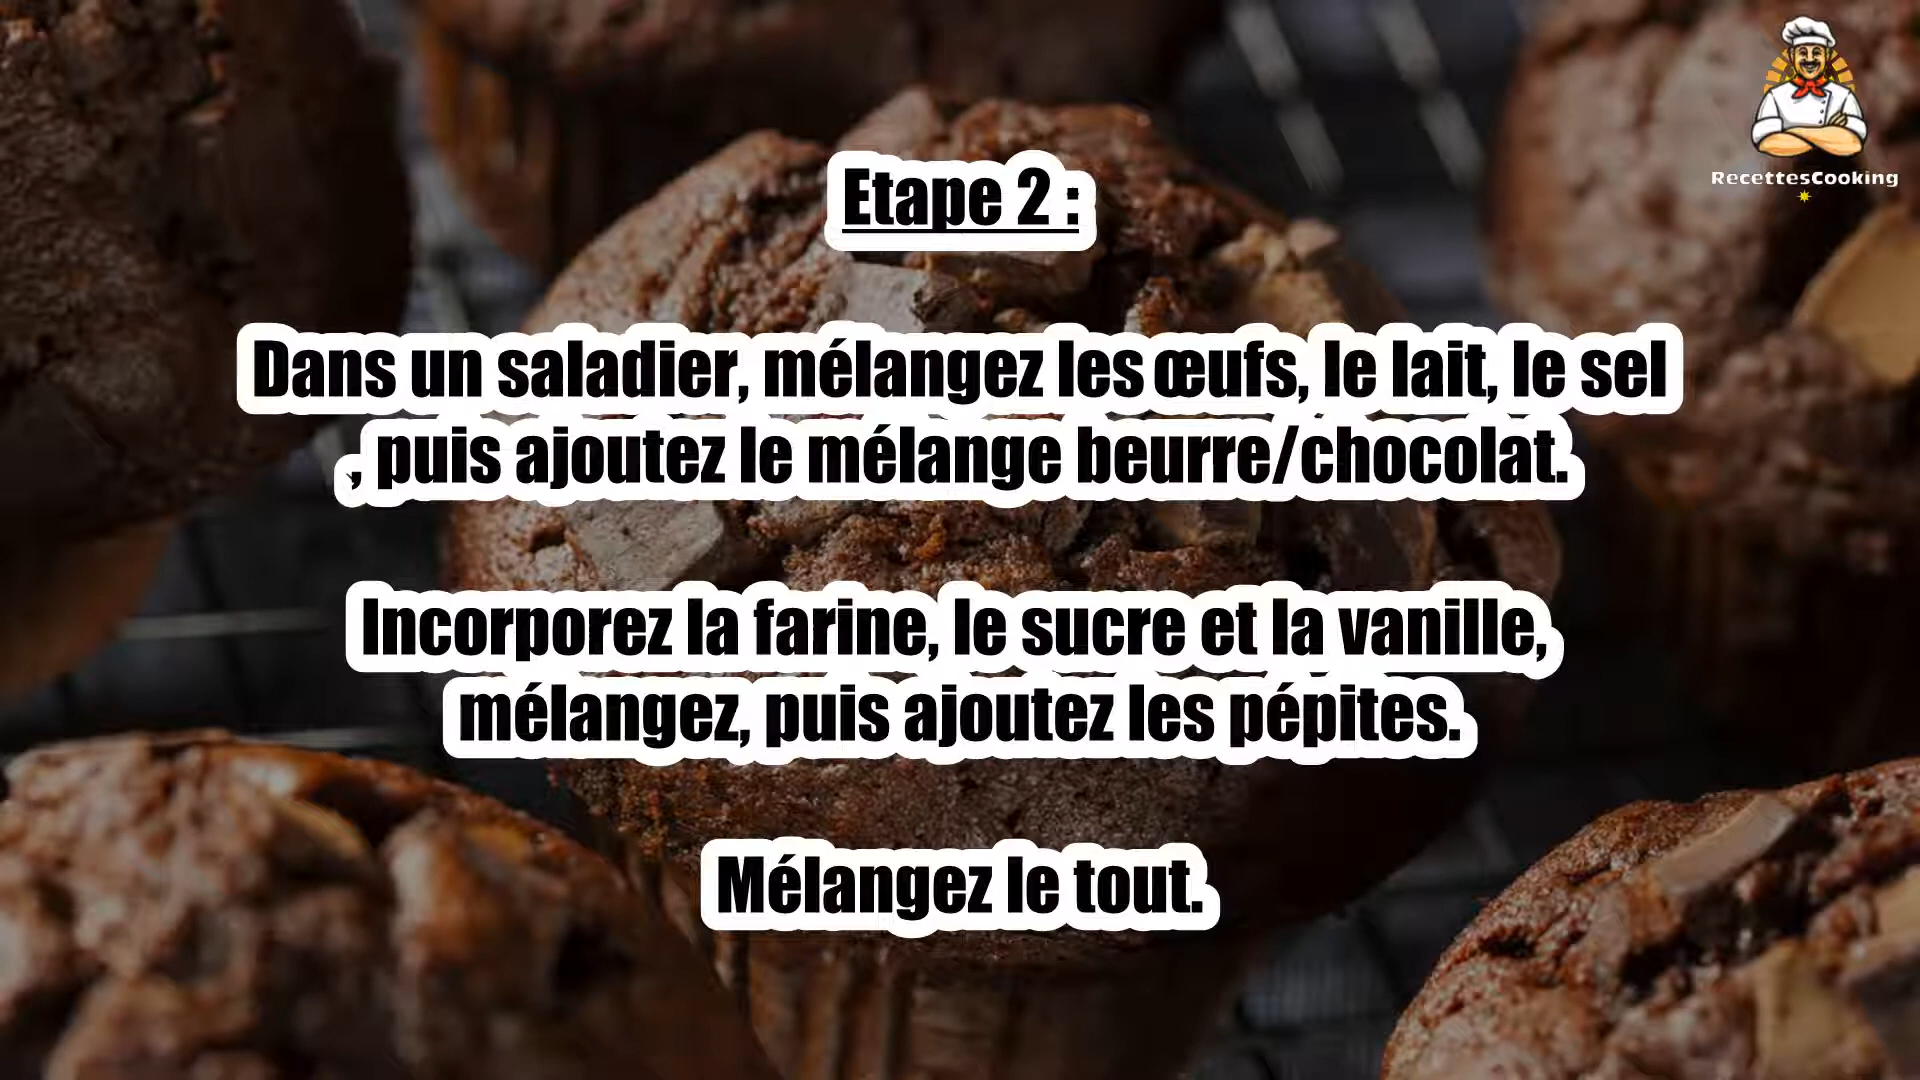 RecettesCooking
Etape 2 :
Dans un saladier, mélangez les œufs, le lait, le sel
, puis ajoutez le mélange beurre/chocolat.
Incorporez la farine, le sucre et la vanille,
mélangez, puis ajoutez les pépites.
Mélangez le tout.